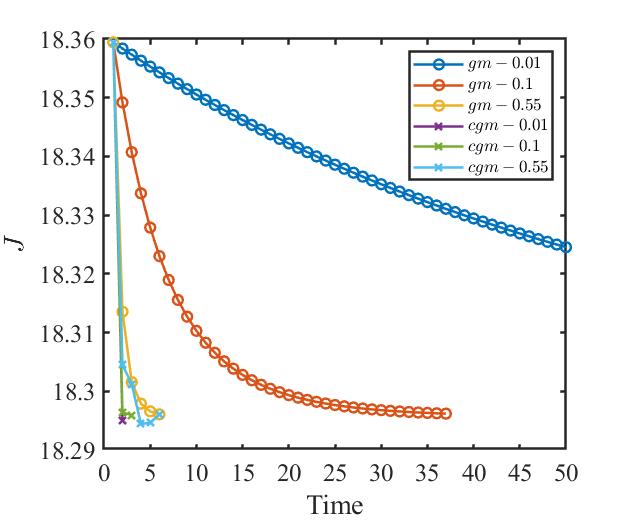 18.36
18.35
18.34
18.33
18.32
18.31
18.3
18.29
J
gm − 0.01
gm − 0.1
gm − 0.55
cgm − 0.01
cgm − 0.1
cgm − 0.55
0 5 10 15 20 25 30 35 40 45 50
Time